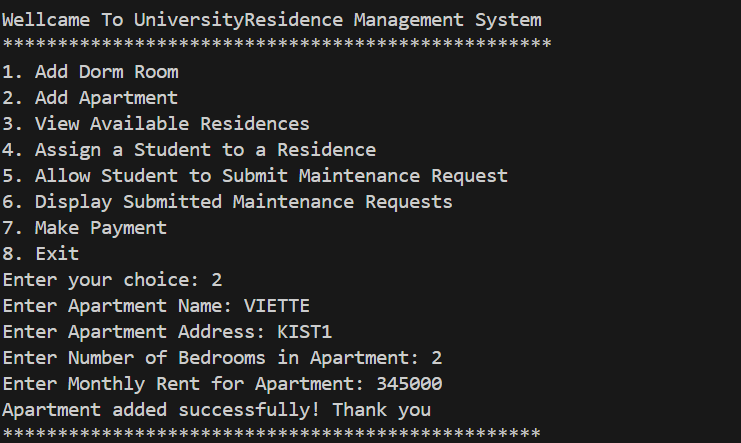 Wellcame To UniversityResidence Management System
**************************************************
1. Add Dorm Room
2. Add Apartment
3. View Available Residences
4. Assign a Student to a Residence
5. Allow Student to Submit Maintenance Request
6. Display Submitted Maintenance Requests
7. Make Payment
8. Exit
Enter your choice: 2
Enter Apartment Name: VIETTE
Enter Apartment Address: KIST1
Enter Number of Bedrooms in Apartment: 2
Enter Monthly Rent for Apartment: 345000
Apartment added successfully! Thank you
*************************************************